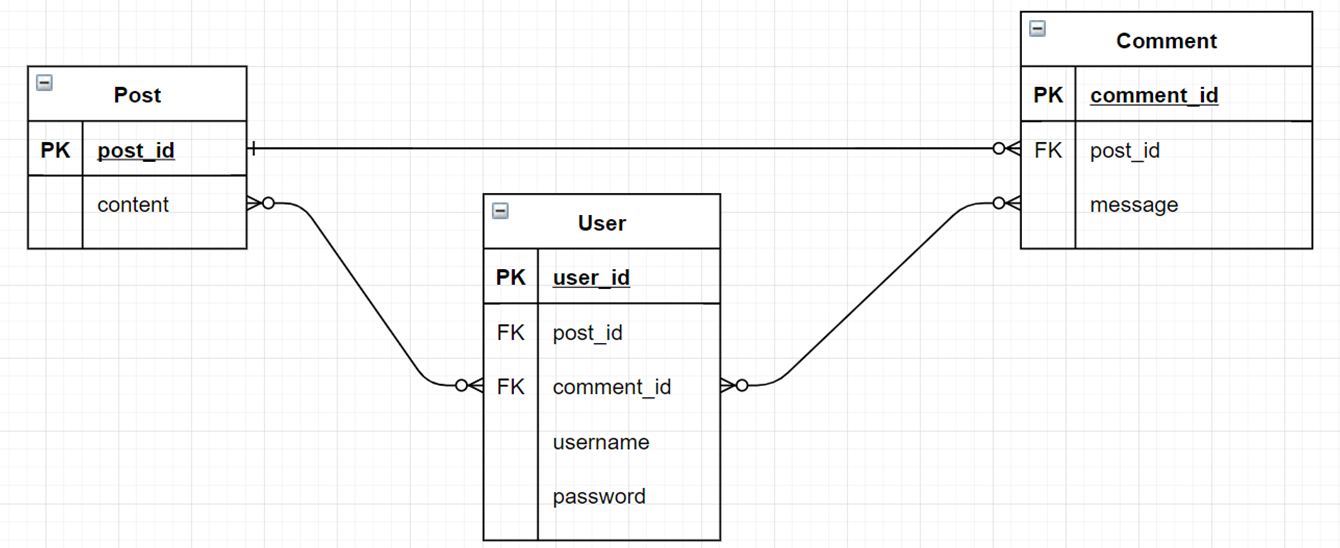 Post
PK post_id
content
User
PK user_id
FK post_id
FK comment_id
username
password
Comment
PK comment_id
FK post_id
message